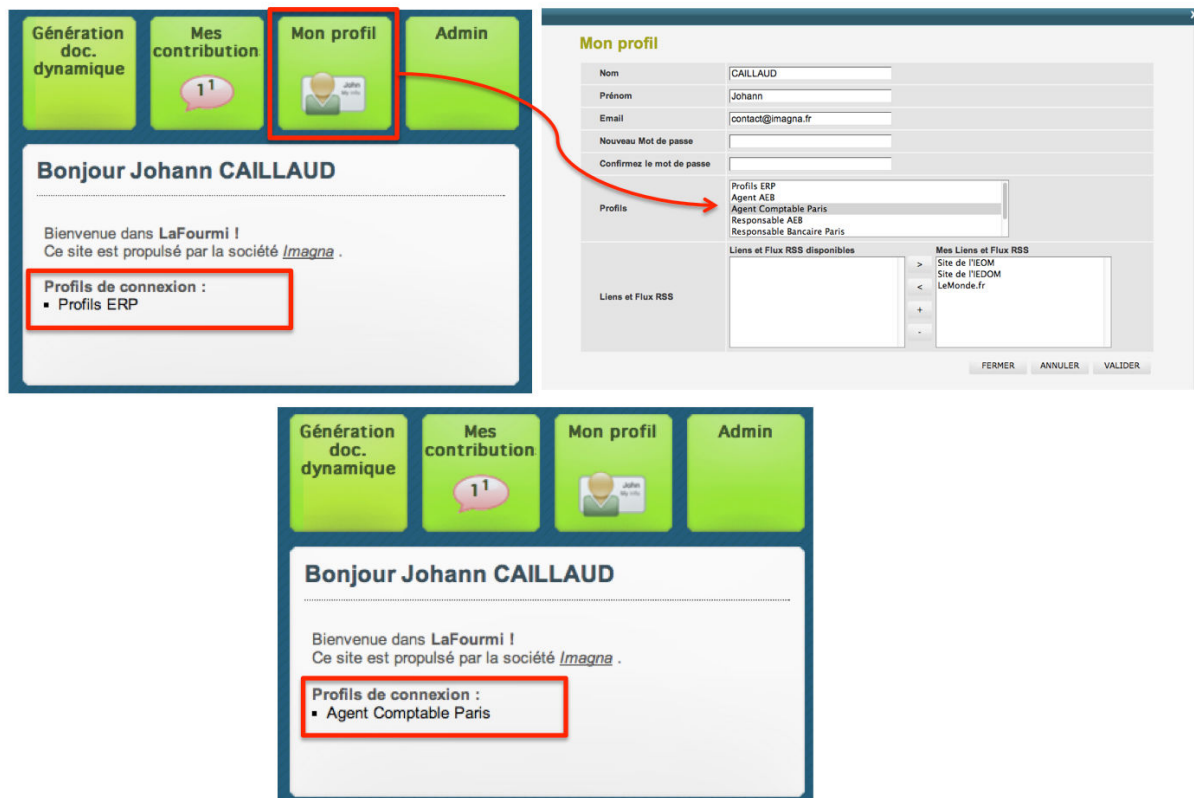 Génération
doc.
dynamique
Mes
contribution
1 1
Mon profil
John
My info
Admin
Bonjour Johann CAILLAUD
Bienvenue dans LaFourmi !
Ce site est propulsé par la société Imagna .
Profils de connexion :
▪ Profils ERP
Mon profil
Nom CAILLAUD
Prénom Johann
Email contact@imagna.fr
Nouveau Mot de passe
Confirmez le mot de passe
Profils
Profils ERP
Agent AEB
Agent Comptable Paris
Responsable AEB
Responsable Bancaire Paris
Liens et Flux RSS
Liens et Flux RSS disponibles
>
<
+
-
Mes Liens et Flux RSS
Site de l'IEOM
Site de l'IEDOM
LeMonde.fr
FERMER ANNULER VALIDER
Génération
doc.
dynamique
Mes
contribution
1 1
Mon profil
John
My info
Admin
Bonjour Johann CAILLAUD
Bienvenue dans LaFourmi !
Ce site est propulsé par la société Imagna .
Profils de connexion :
▪ Agent Comptable Paris